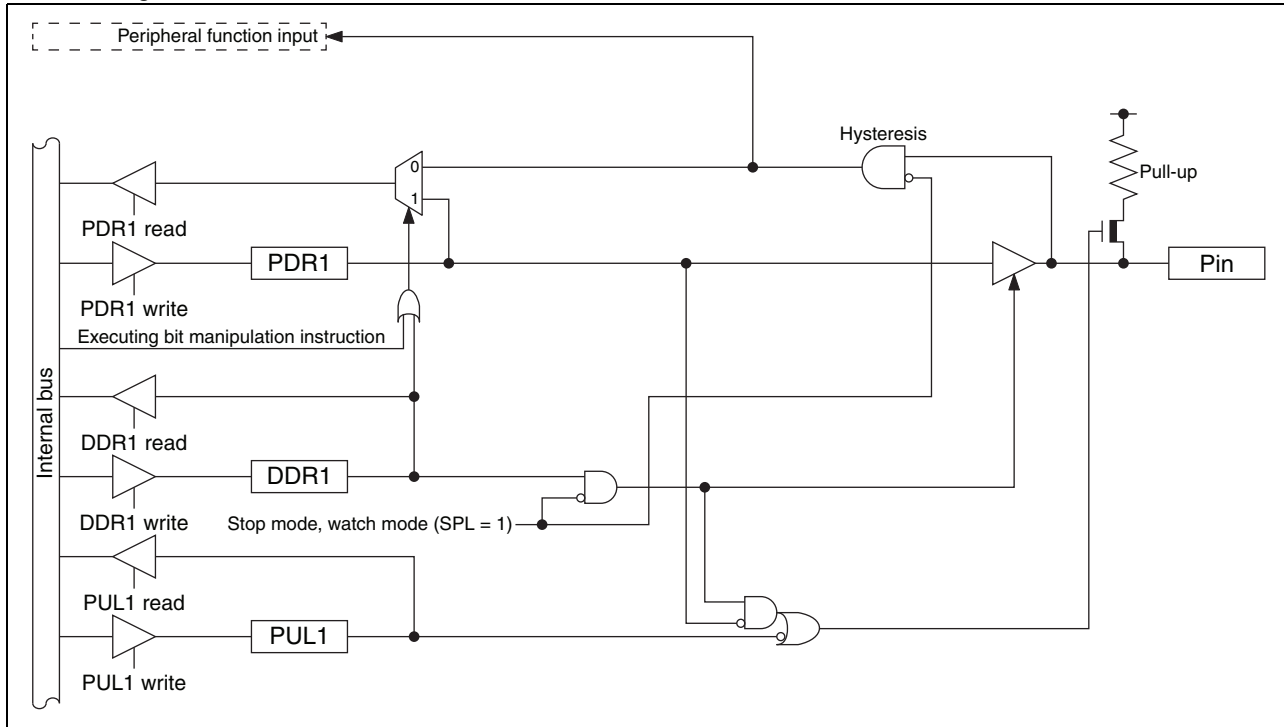 Peripheral function input
Hysteresis
0
Pull-up
1
PDR1 read
PDR1
Pin
PDR1 write
Executing bit manipulation instruction
Internal bus
DDR1 read
DDR1
DDR1 write
Stop mode, watch mode (SPL = 1)
PUL1 read
PUL1
PUL1 write